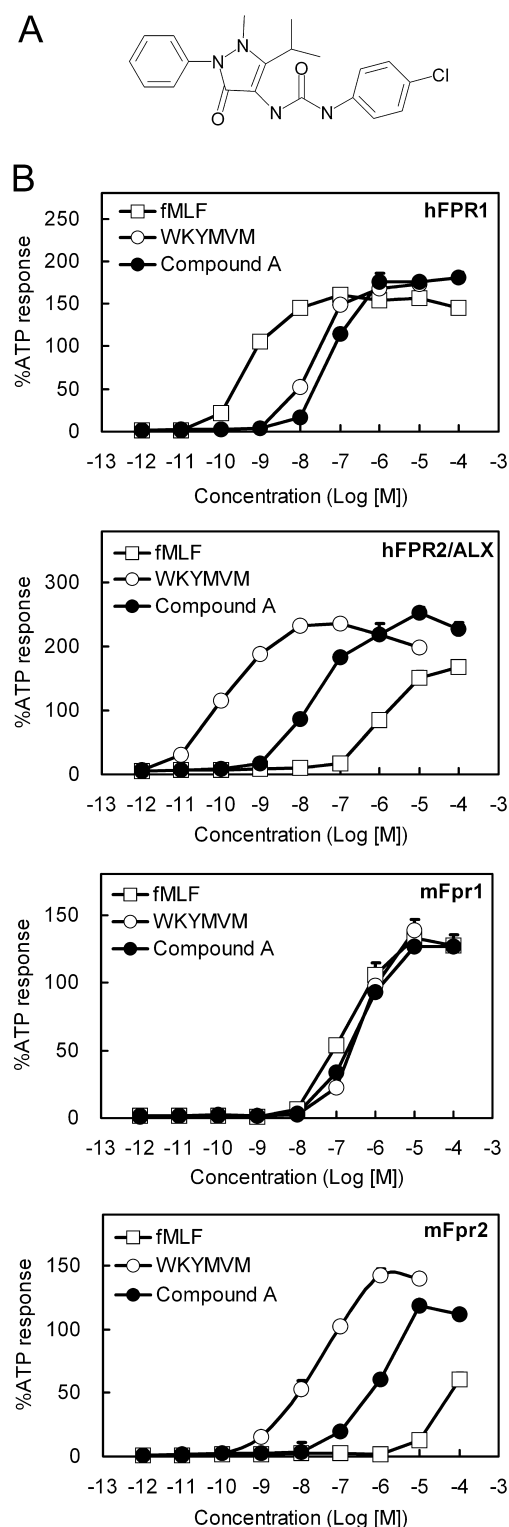 A
N
N
O
N
O
N
Cl
B
hFPR1
fMLF
WKYMVM
Compound A
%ATP response
250
200
150
100
50
0
-13 -12 -11 -10 -9 -8 -7 -6 -5 -4 -3
Concentration (Log [M])
hFPR2/ALX
fMLF
WKYMVM
Compound A
%ATP response
300
200
100
0
-13 -12 -11 -10 -9 -8 -7 -6 -5 -4 -3
Concentration (Log [M])
mFpr1
fMLF
WKYMVM
Compound A
%ATP response
150
100
50
0
-13 -12 -11 -10 -9 -8 -7 -6 -5 -4 -3
Concentration (Log [M])
mFpr2
fMLF
WKYMVM
Compound A
%ATP response
150
100
50
0
-13 -12 -11 -10 -9 -8 -7 -6 -5 -4 -3
Concentration (Log [M])